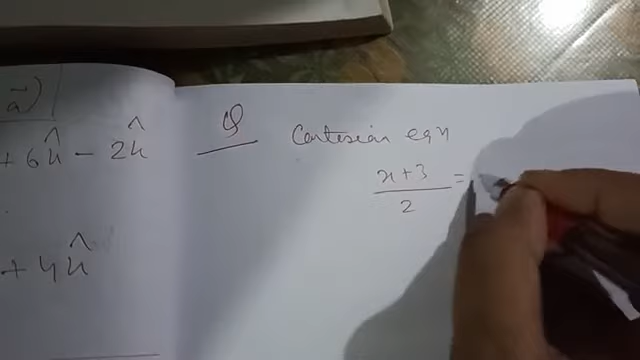 a⃗)
+ 6k̂ - 2k̂
+ 4k̂
Q
Cartesian eqn
x+3 / 2 =